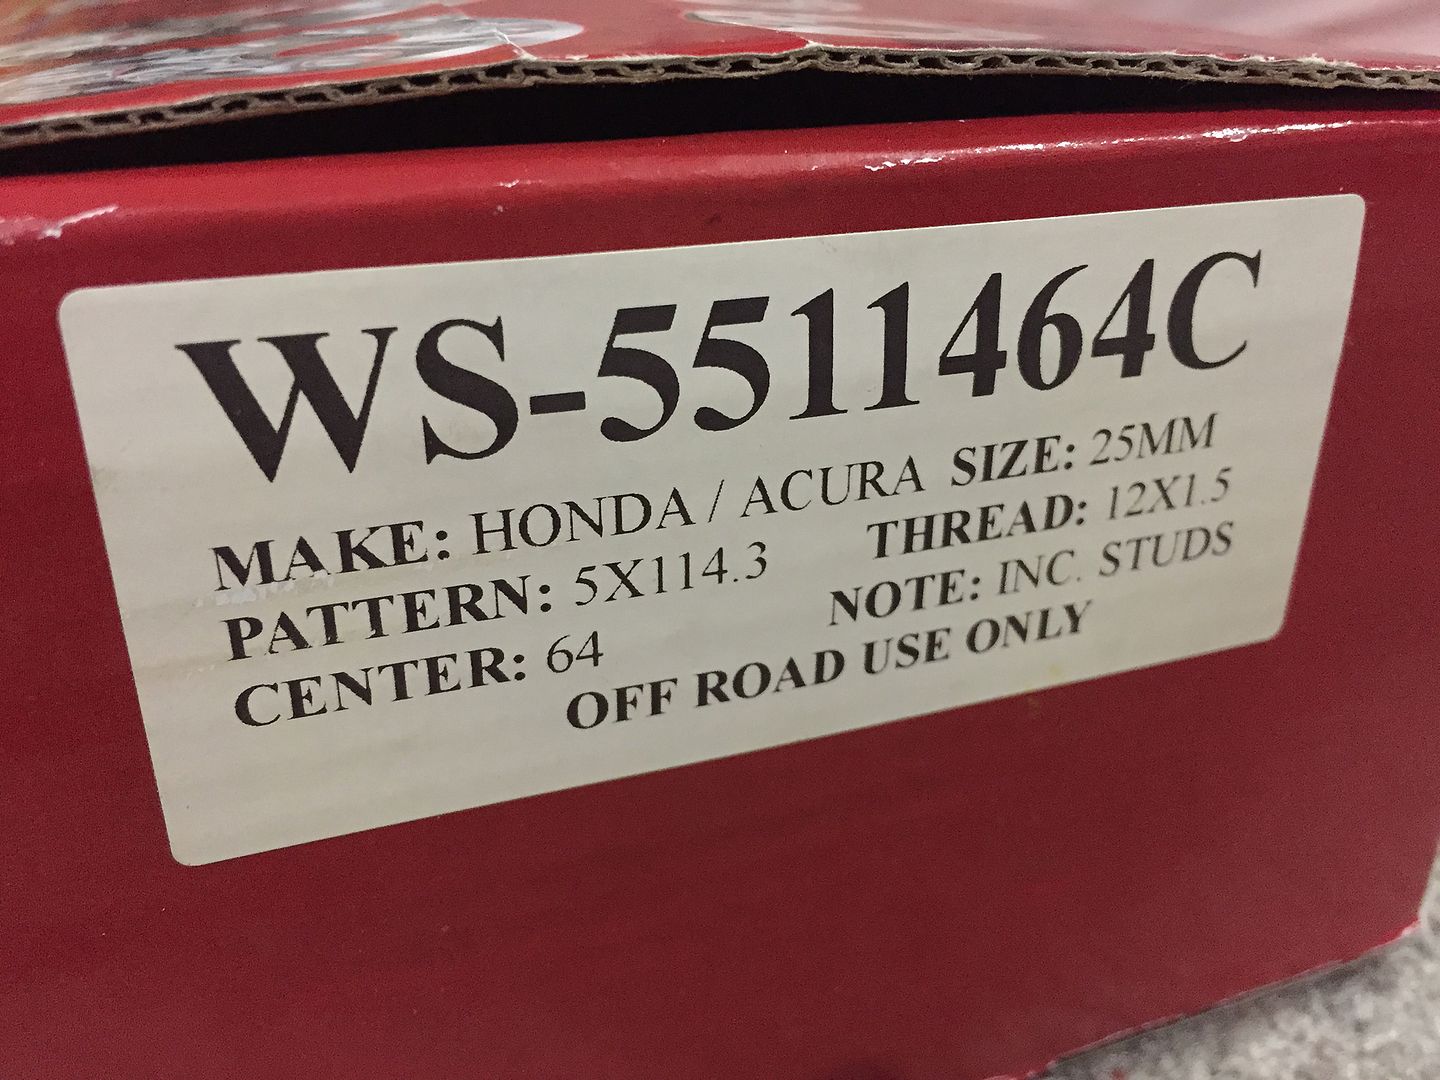 WS-5511464C
MAKE: HONDA / ACURA SIZE: 25MM
PATTERN: 5X114.3 THREAD: 12X1.5
CENTER: 64 NOTE: INC. STUDS
OFF ROAD USE ONLY